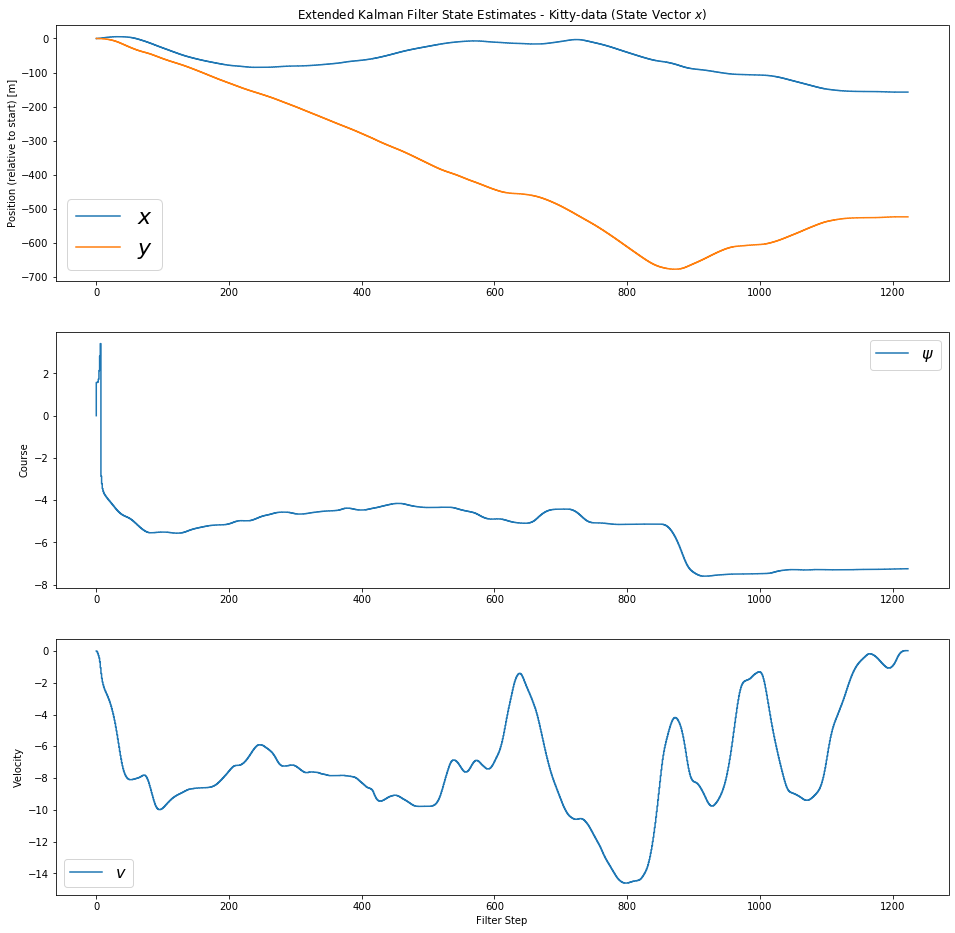 Extended Kalman Filter State Estimates - Kitty-data (State Vector x)
Position (relative to start) [m]
0
−100
−200
−300
−400
−500
−600
−700
x
y
0 200 400 600 800 1000 1200
Course
2
0
−2
−4
−6
−8
ψ
0 200 400 600 800 1000 1200
Velocity
0
−2
−4
−6
−8
−10
−12
−14
v
0 200 400 600 800 1000 1200
Filter Step